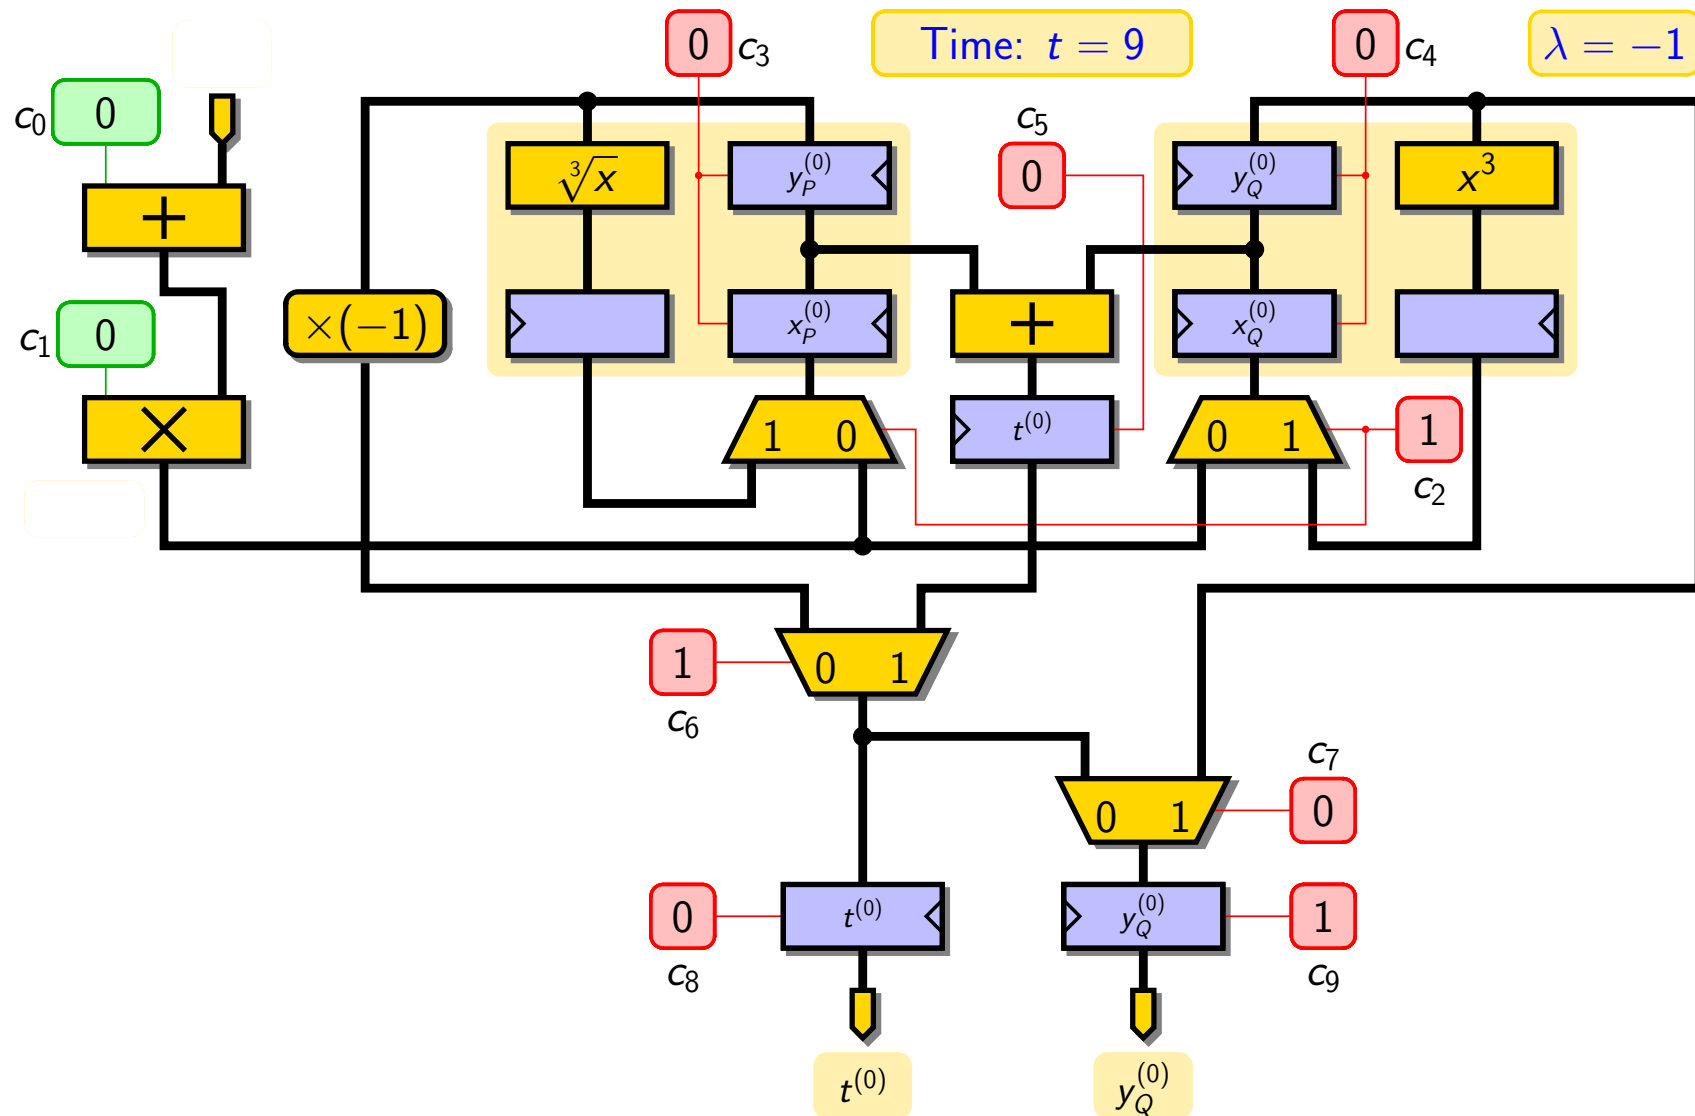 0 c₃ Time: t = 9 0 c₄ λ = −1
c₀ 0
c₅
0
∛x y_P^(0) y_Q^(0) x³
+
c₁ 0
×(−1) x_P^(0) + x_Q^(0)
×
1 0 t^(0) 0 1 1
c₂
1 0 1
c₆
c₇
0 1 0
0 t^(0) y_Q^(0) 1
c₈ c₉
t^(0) y_Q^(0)